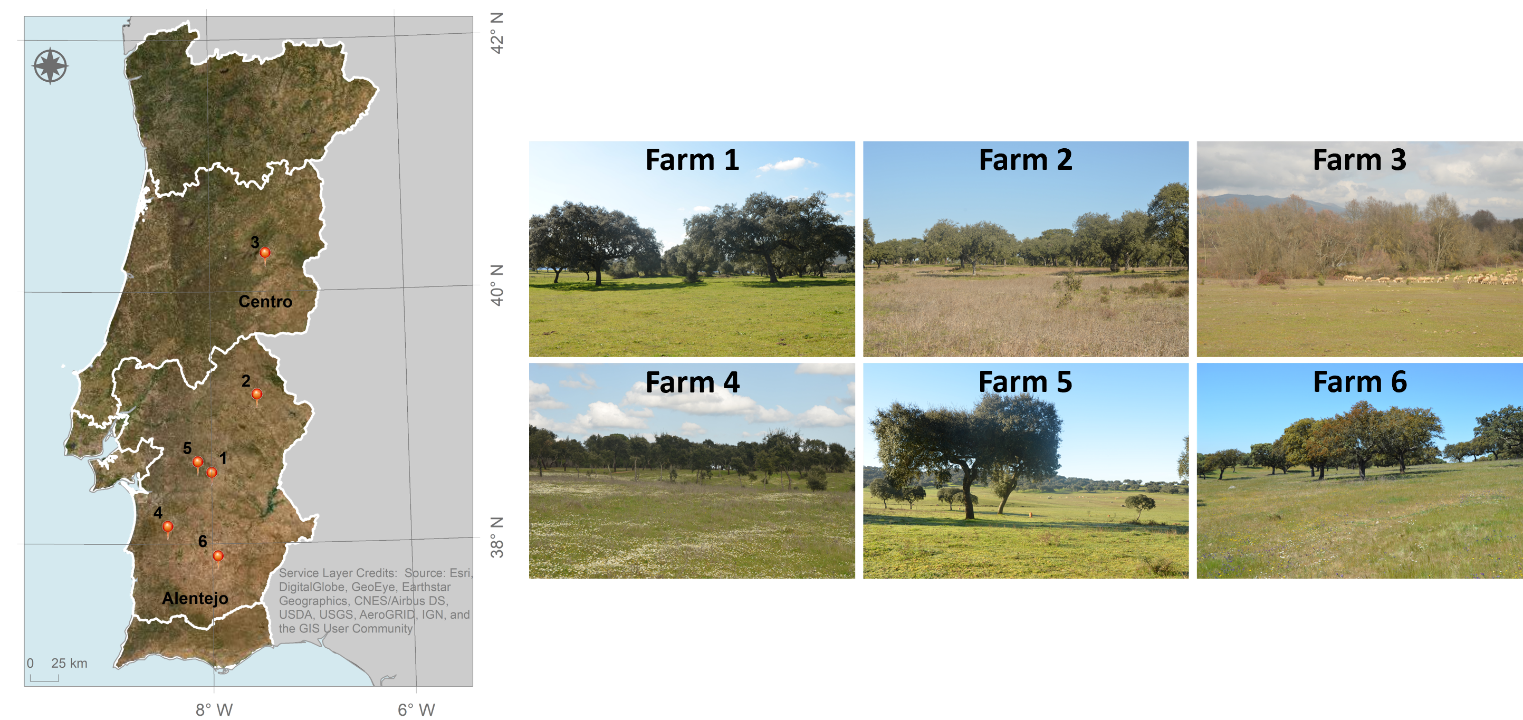 42° N
3
40° N
Centro
2
5
1
4
6
38° N
Service Layer Credits: Source: Esri,
DigitalGlobe, GeoEye, Earthstar
Geographics, CNES/Airbus DS,
USDA, USGS, AeroGRID, IGN, and
the GIS User Community
Alentejo
0 25 km
8° W
6° W
Farm 1
Farm 2
Farm 3
Farm 4
Farm 5
Farm 6